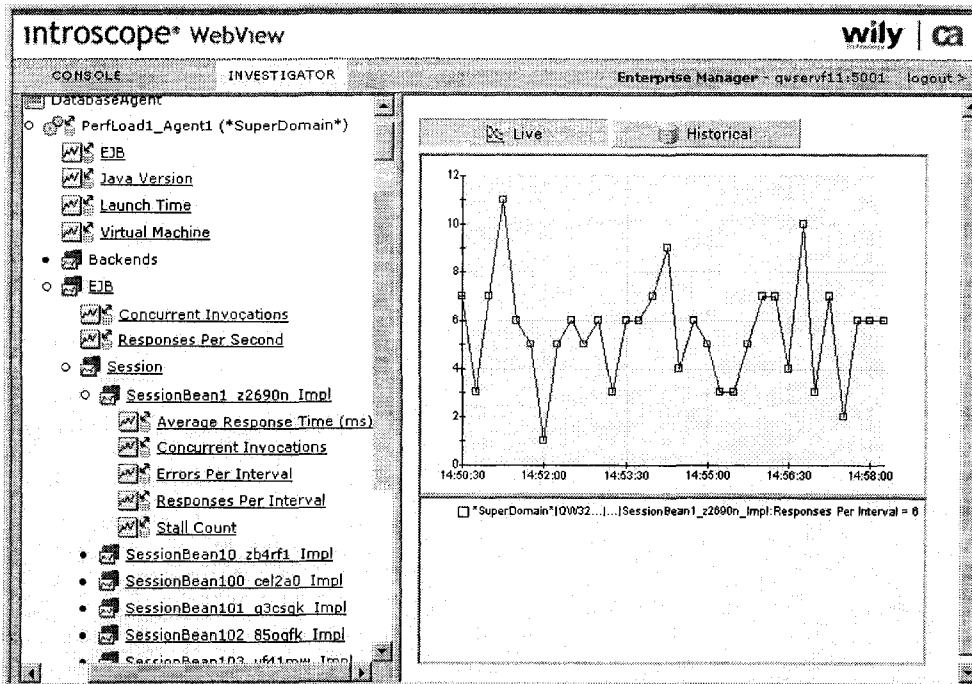 Introscope® WebView
wily | ca
CONSOLE
INVESTIGATOR
Enterprise Manager - qwservf11:5001 logout >
DatabaseAgent
PerfLoad1_Agent1 (*SuperDomain*)
EJB
Java Version
Launch Time
Virtual Machine
Backends
EJB
Concurrent Invocations
Responses Per Second
Session
SessionBean1_z2690n_Impl
Average Response Time (ms)
Concurrent Invocations
Errors Per Interval
Responses Per Interval
Stall Count
SessionBean10_zb4rf1_Impl
SessionBean100_cel2a0_Impl
SessionBean101_q3csqk_Impl
SessionBean102_85oqfk_Impl
Live
Historical
12
10
8
6
4
2
0
14:50:30 14:52:00 14:53:30 14:55:00 14:56:30 14:58:00
*SuperDomain*|QW32...|...|SessionBean1_z2690n_Impl:Responses Per Interval = 6